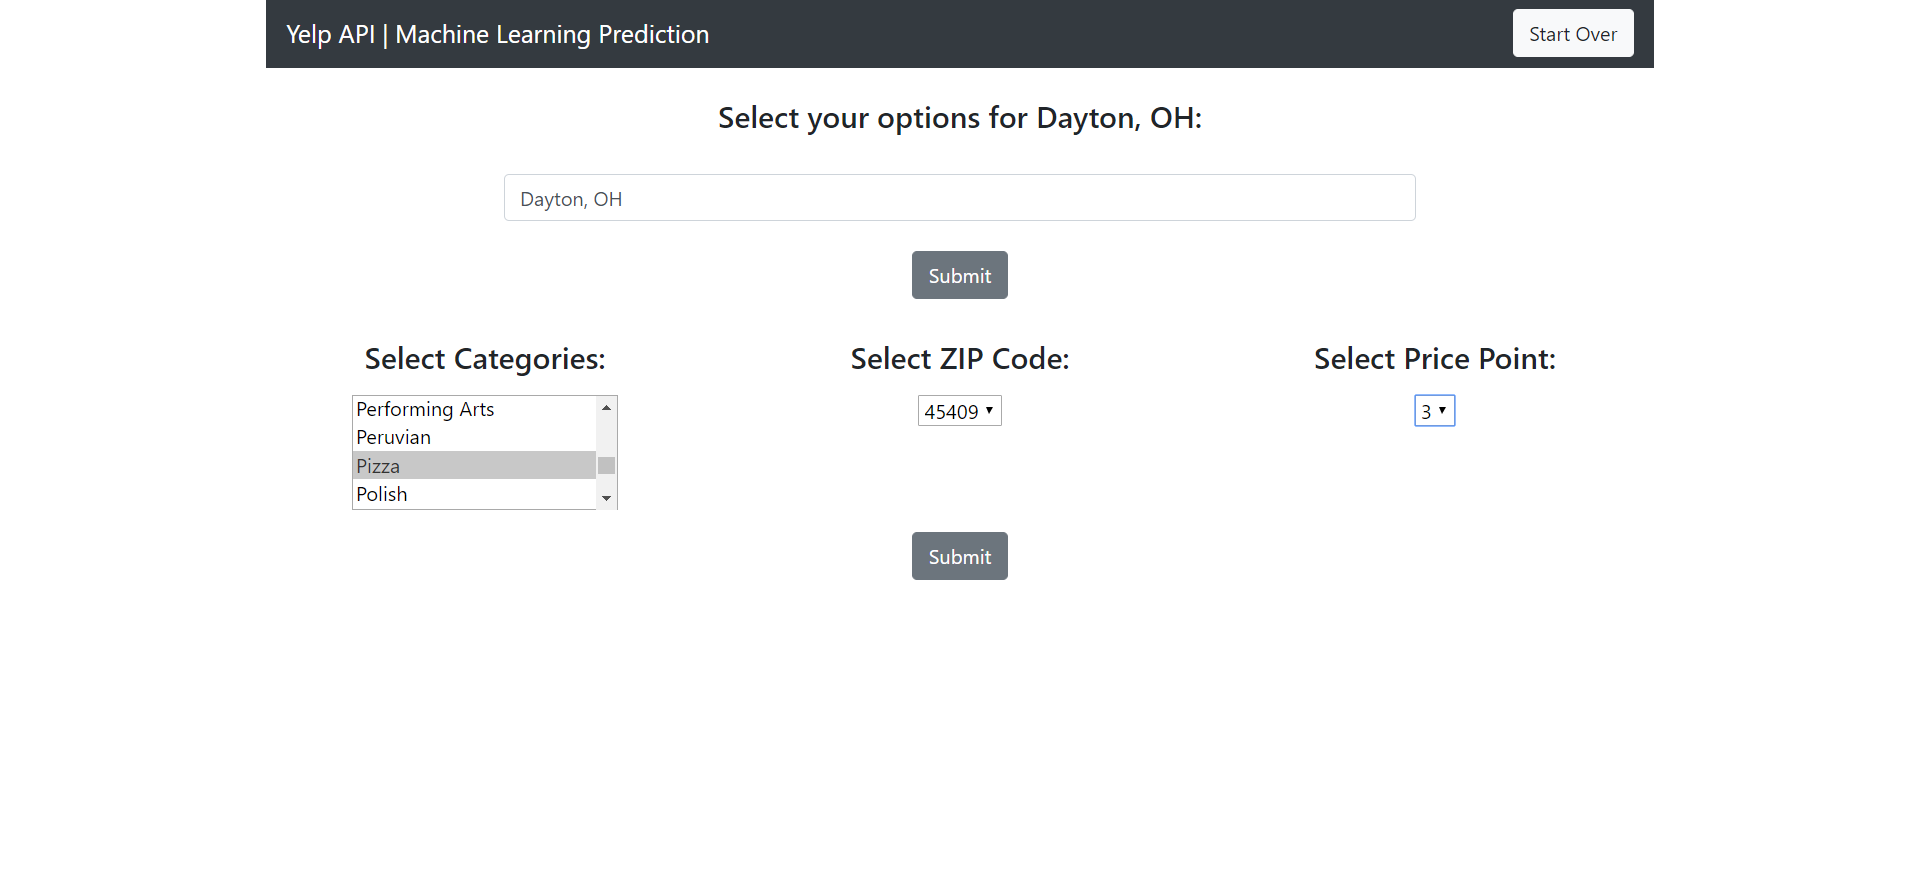 Yelp API | Machine Learning Prediction
Start Over
Select your options for Dayton, OH:
Dayton, OH
Submit
Select Categories:
Performing Arts
Peruvian
Pizza
Polish
Select ZIP Code:
45409
Select Price Point:
3
Submit